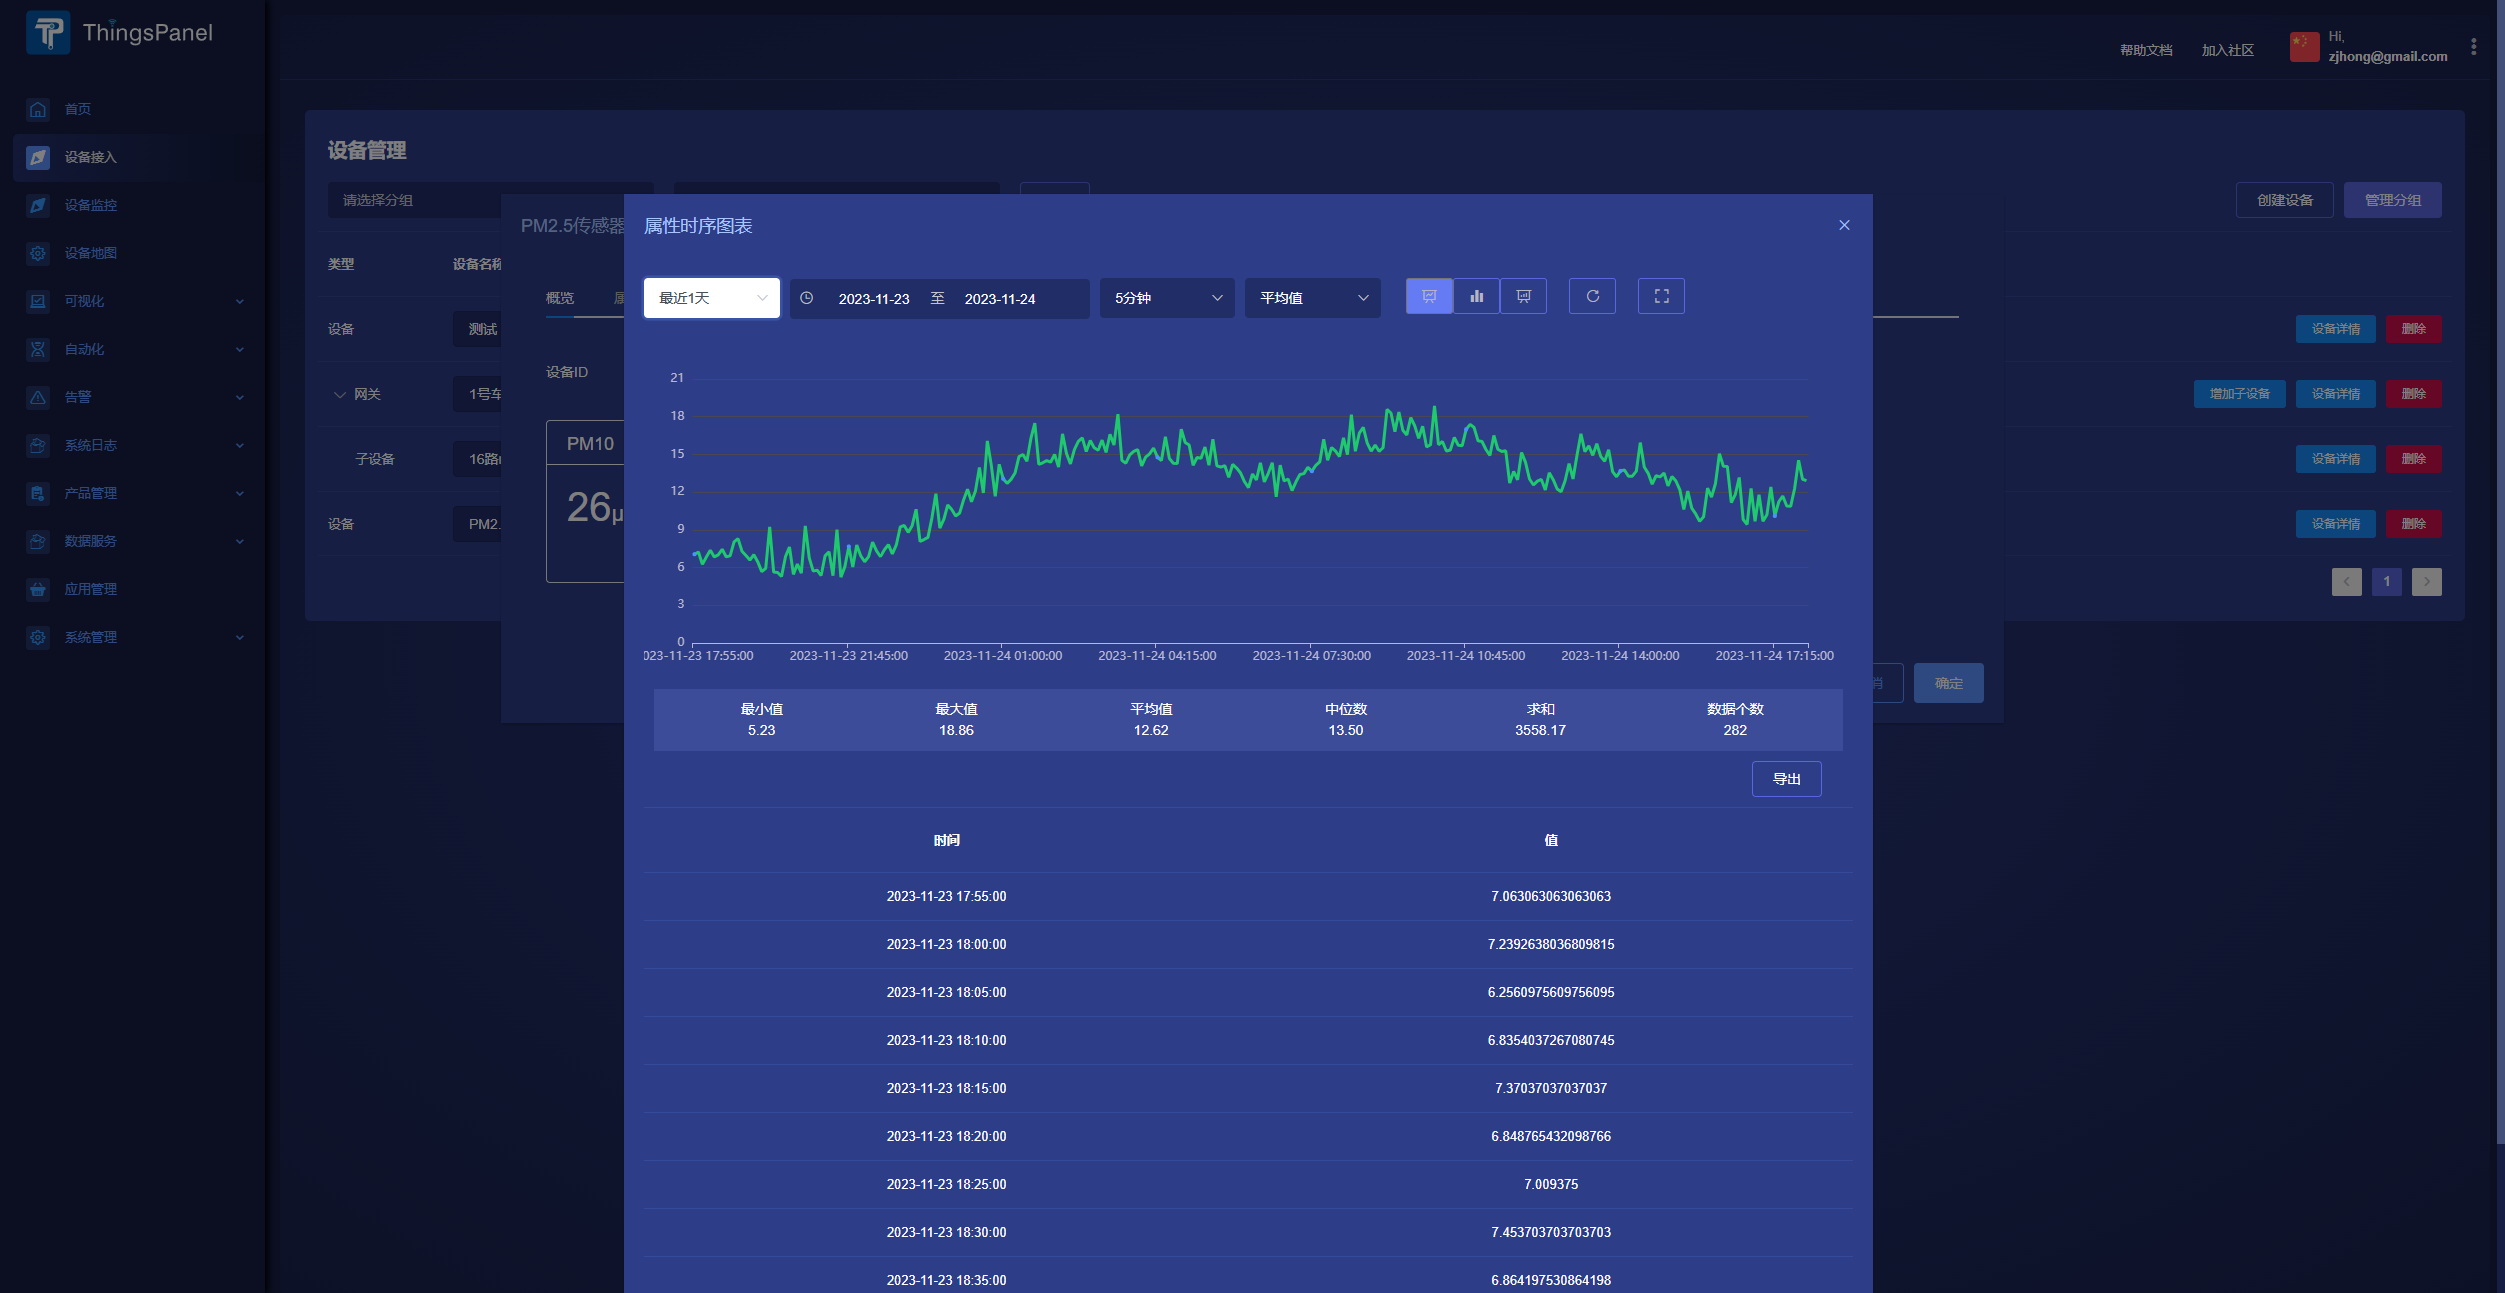 ThingsPanel
帮助文档
加入社区
Hi,
zjhong@gmail.com
首页
设备接入
设备监控
设备地图
可视化
自动化
告警
系统日志
产品管理
数据服务
应用管理
系统管理
设备管理
请选择分组
创建设备
管理分组
类型
设备名称
设备
测试
设备详情
删除
网关
1号车
增加子设备
设备详情
删除
子设备
16路
设备详情
删除
设备
PM2.
设备详情
删除
1
PM2.5传感器
概览
属
设备ID
PM10
26μ
消
确定
属性时序图表
最近1天
2023-11-23 至 2023-11-24
5分钟
平均值
21
18
15
12
9
6
3
0
023-11-23 17:55:00
2023-11-23 21:45:00
2023-11-24 01:00:00
2023-11-24 04:15:00
2023-11-24 07:30:00
2023-11-24 10:45:00
2023-11-24 14:00:00
2023-11-24 17:15:00
最小值 最大值 平均值 中位数 求和 数据个数
5.23 18.86 12.62 13.50 3558.17 282
导出
时间 值
2023-11-23 17:55:00 7.063063063063063
2023-11-23 18:00:00 7.2392638036809815
2023-11-23 18:05:00 6.2560975609756095
2023-11-23 18:10:00 6.8354037267080745
2023-11-23 18:15:00 7.37037037037037
2023-11-23 18:20:00 6.848765432098766
2023-11-23 18:25:00 7.009375
2023-11-23 18:30:00 7.453703703703703
2023-11-23 18:35:00 6.864197530864198